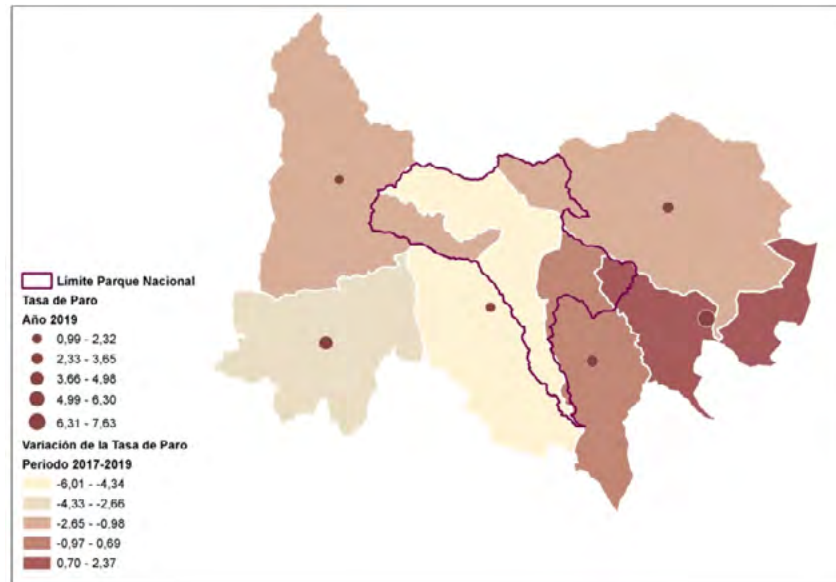 Límite Parque Nacional
Tasa de Paro
Año 2019
0,99 - 2,32
2,33 - 3,65
3,66 - 4,98
4,99 - 6,30
6,31 - 7,63
Variación de la Tasa de Paro
Periodo 2017-2019
-6,01 - -4,34
-4,33 - -2,66
-2,65 - -0,98
-0,97 - 0,69
0,70 - 2,37